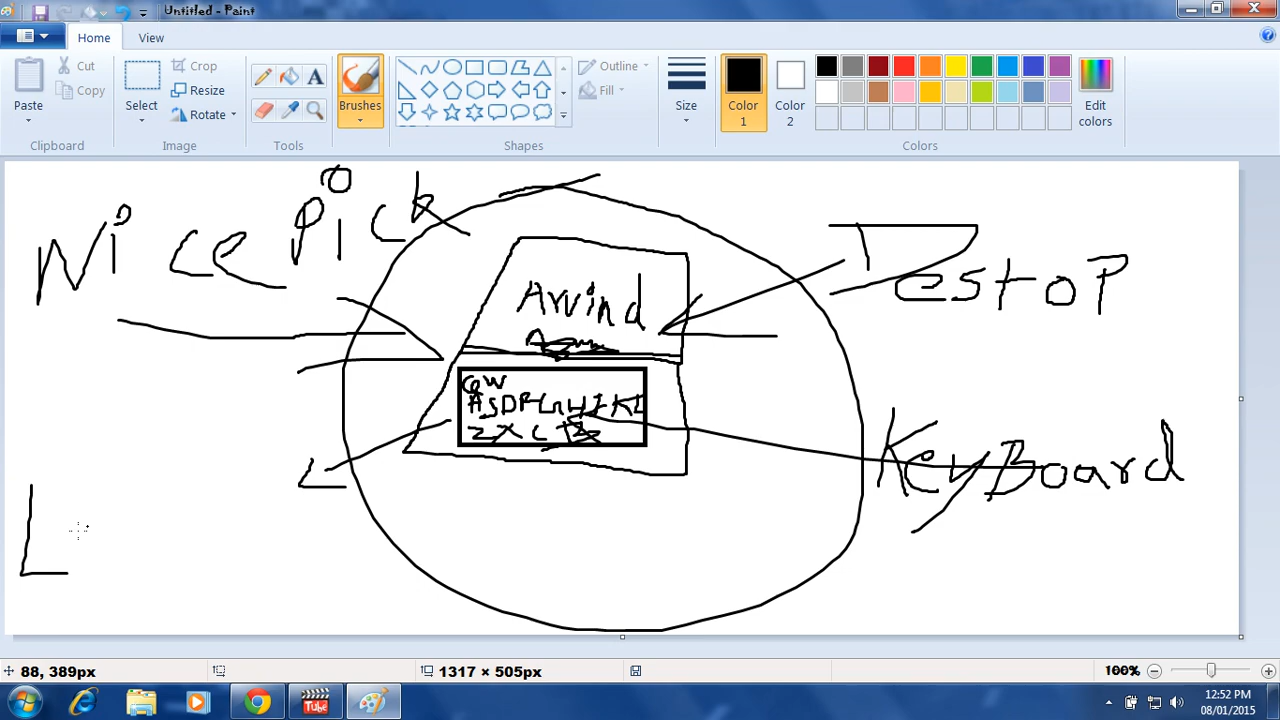 Untitled - Paint
Home
View
Paste
Cut
Copy
Clipboard
Select
Crop
Resize
Rotate
Image
Tools
Brushes
Shapes
Outline
Fill
Size
Color
1
Color
2
Colors
Edit
colors
Nice Pick
Arvind
DestoP
QW
ASDFGHJKL
ZXC
KeyBoard
L
L
88, 389px
1317 × 505px
100%
12:52 PM
08/01/2015